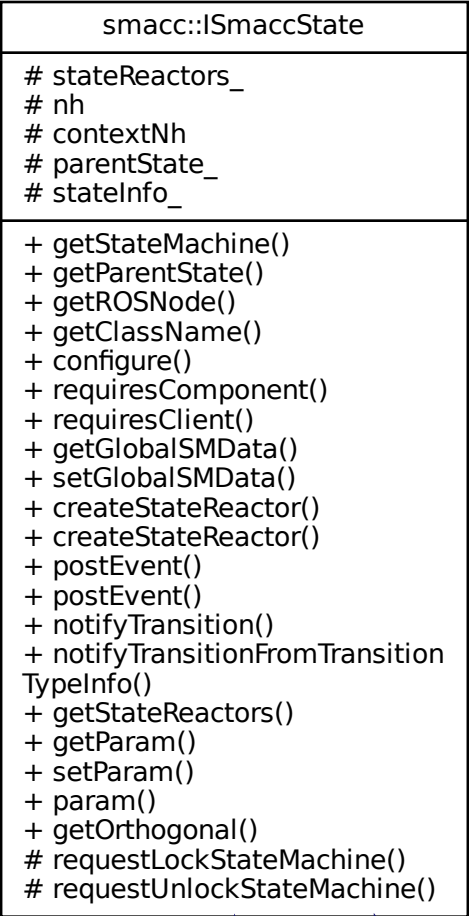 smacc::ISmaccState
# stateReactors_
# nh
# contextNh
# parentState_
# stateInfo_
+ getStateMachine()
+ getParentState()
+ getROSNode()
+ getClassName()
+ configure()
+ requiresComponent()
+ requiresClient()
+ getGlobalSMData()
+ setGlobalSMData()
+ createStateReactor()
+ createStateReactor()
+ postEvent()
+ postEvent()
+ notifyTransition()
+ notifyTransitionFromTransition
TypeInfo()
+ getStateReactors()
+ getParam()
+ setParam()
+ param()
+ getOrthogonal()
# requestLockStateMachine()
# requestUnlockStateMachine()